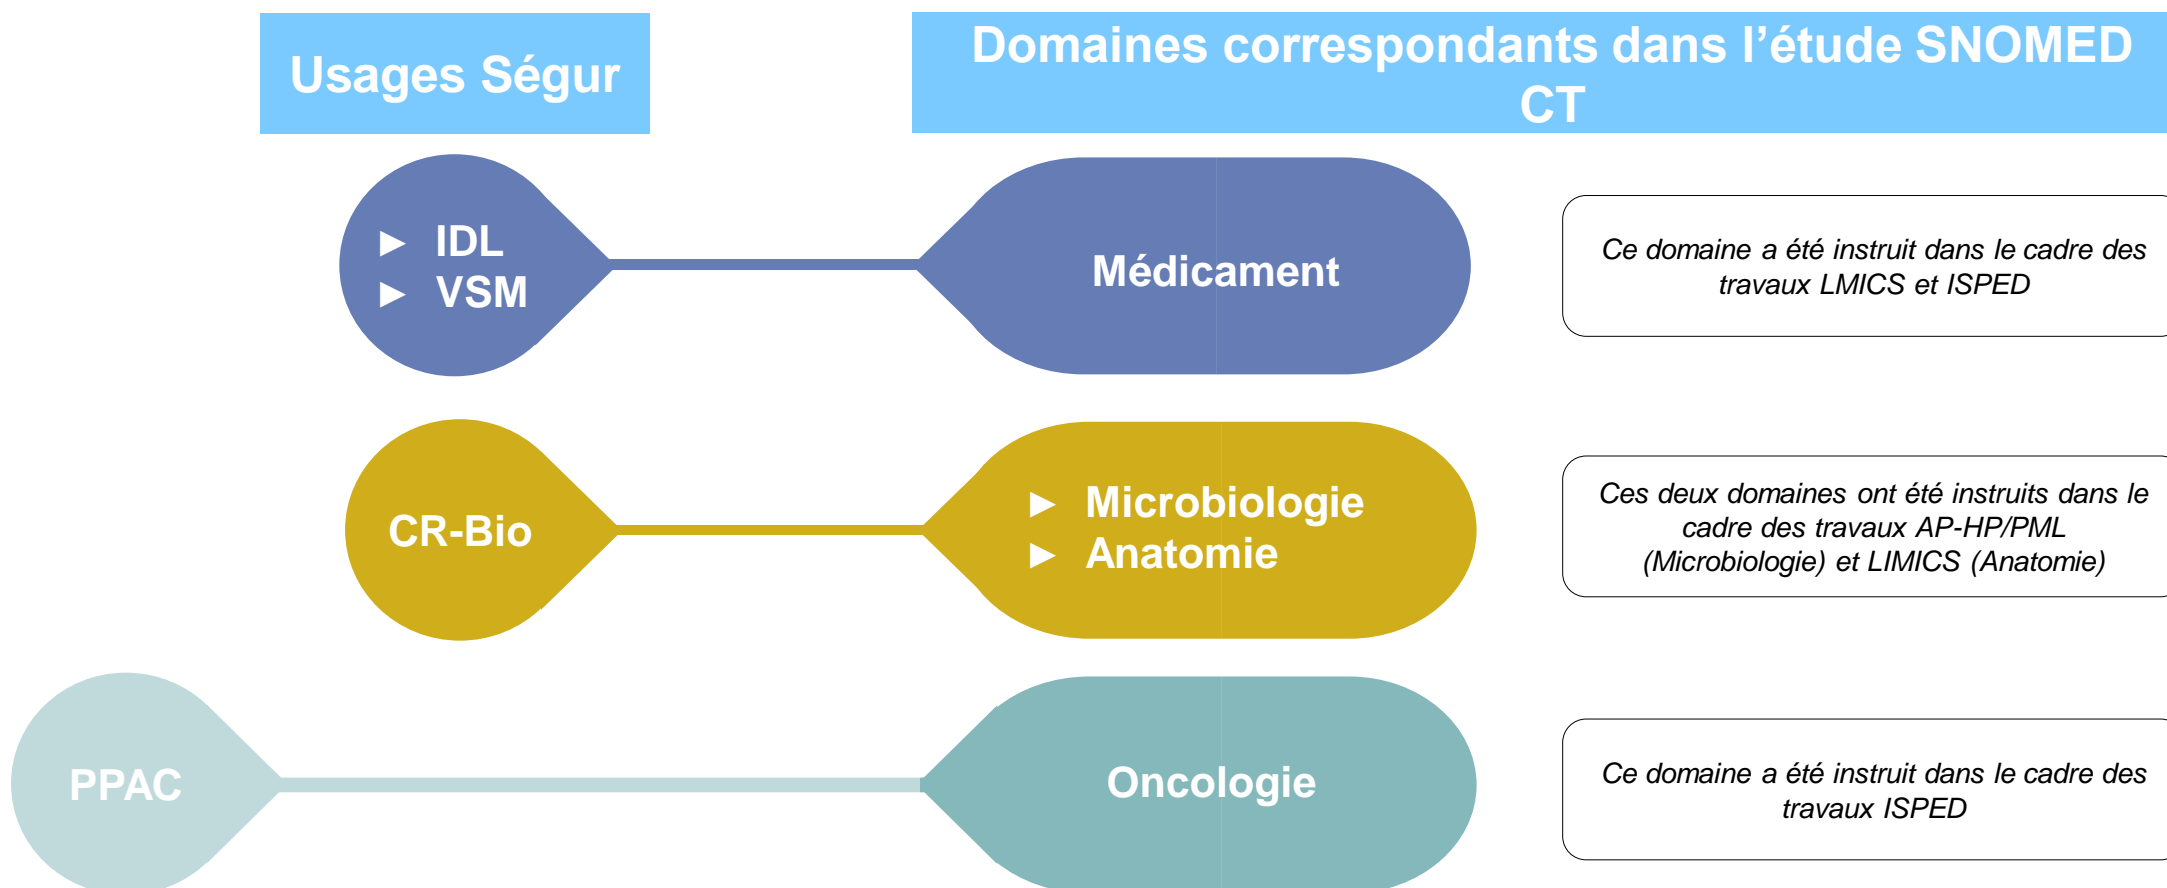 Usages Ségur
Domaines correspondants dans l’étude SNOMED
CT
► IDL
► VSM
Médicament
Ce domaine a été instruit dans le cadre des
travaux LMICS et ISPED
CR-Bio
► Microbiologie
► Anatomie
Ces deux domaines ont été instruits dans le
cadre des travaux AP-HP/PML
(Microbiologie) et LIMICS (Anatomie)
PPAC
Oncologie
Ce domaine a été instruit dans le cadre des
travaux ISPED